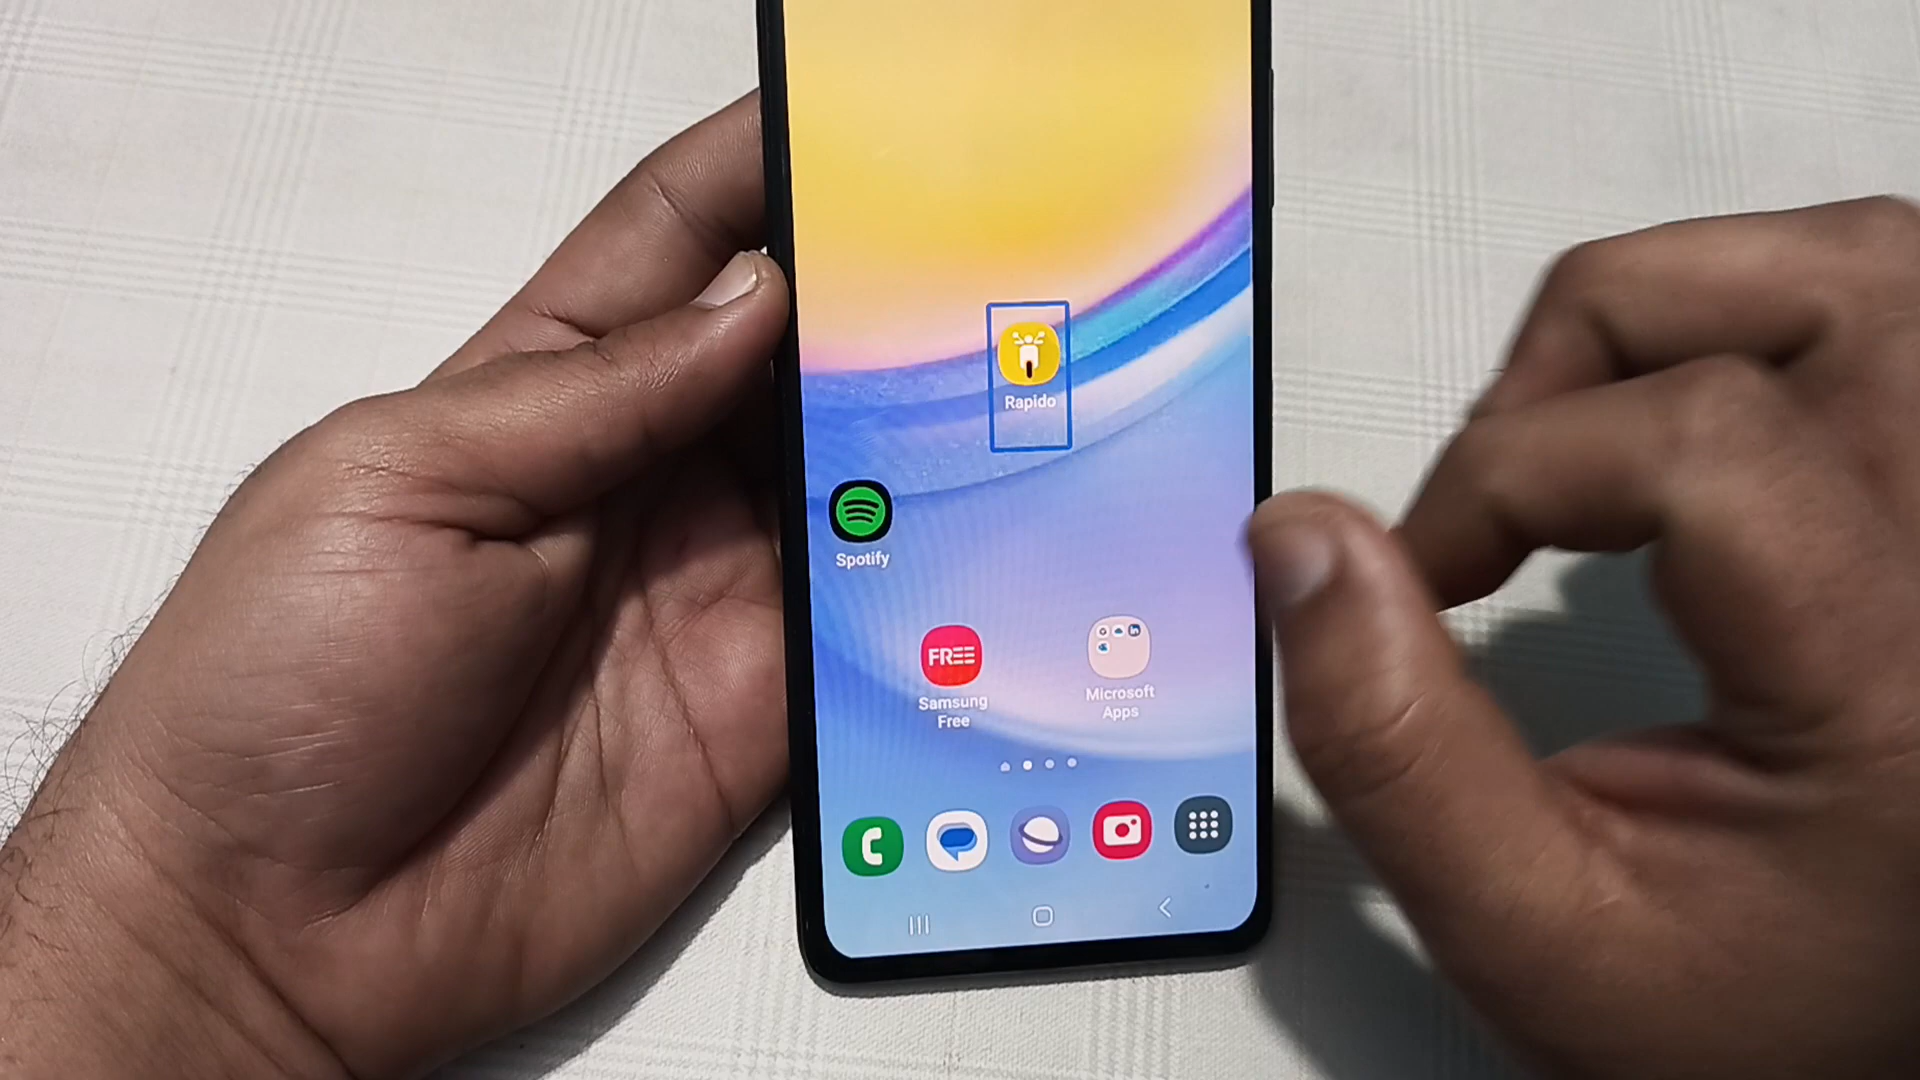 Rapido
Spotify
FREE
Samsung
Free
Microsoft
Apps